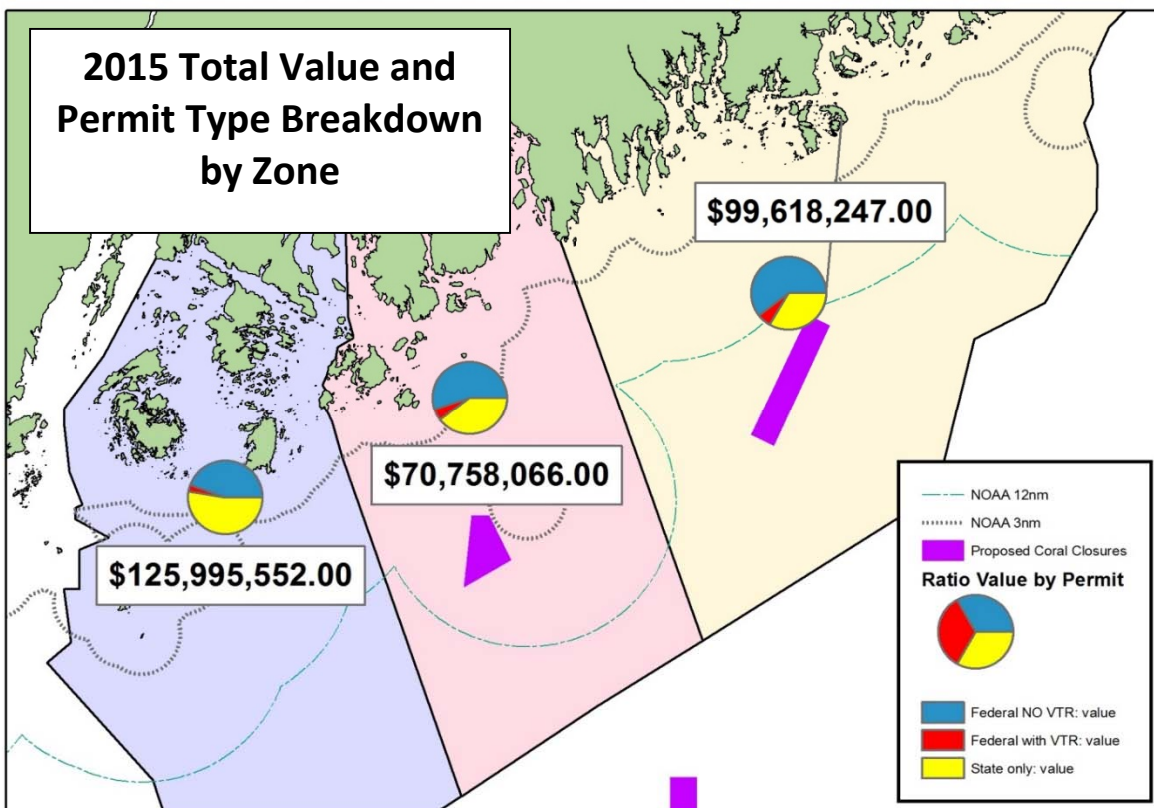 2015 Total Value and
Permit Type Breakdown
by Zone
$99,618,247.00
$70,758,066.00
$125,995,552.00
NOAA 12nm
NOAA 3nm
Proposed Coral Closures
Ratio Value by Permit
Federal NO VTR: value
Federal with VTR: value
State only: value